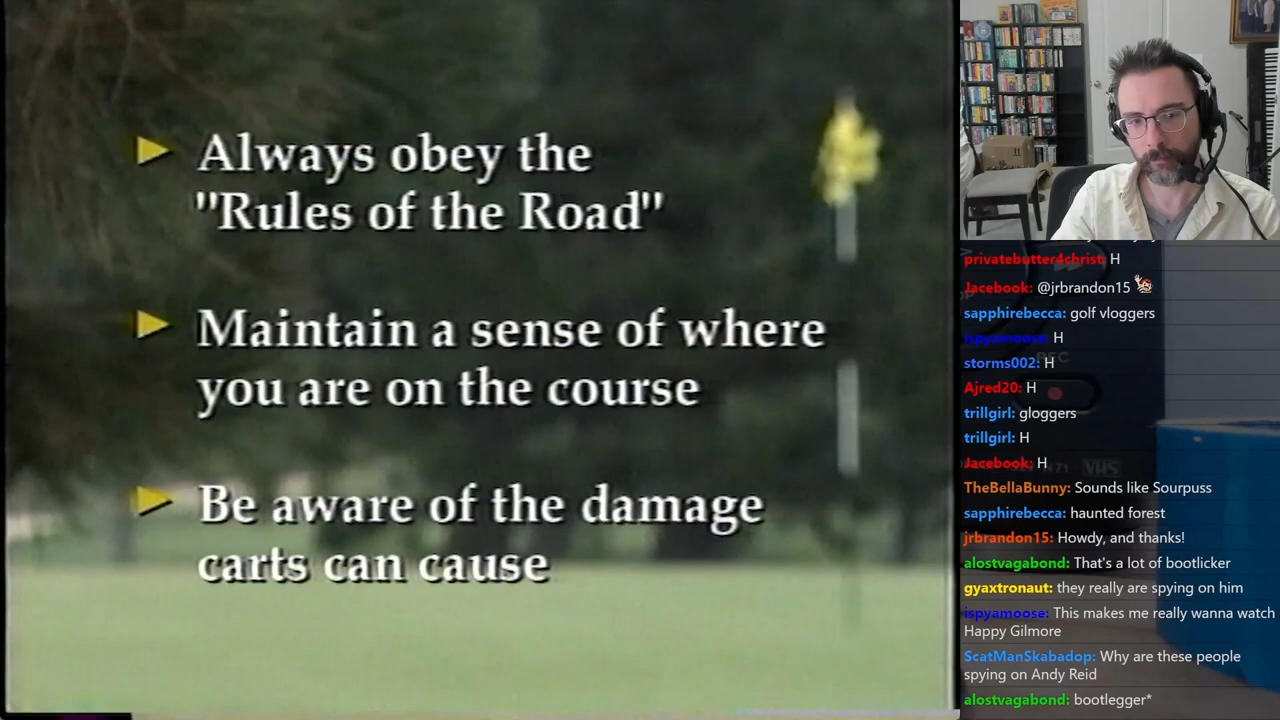 Always obey the
"Rules of the Road"
Maintain a sense of where
you are on the course
Be aware of the damage
carts can cause
privatebutter4christ: H
Jacebook: @jrbrandon15
sapphirebecca: golf vloggers
ispyamoose: H
storms002: H
Ajred20: H
trillgirl: gloggers
trillgirl: H
Jacebook: H
TheBellaBunny: Sounds like Sourpuss
sapphirebecca: haunted forest
jrbrandon15: Howdy, and thanks!
alostvagabond: That's a lot of bootlicker
gyaxtronaut: they really are spying on him
ispyamoose: This makes me really wanna watch
Happy Gilmore
ScatManSkabadop: Why are these people
spying on Andy Reid
alostvagabond: bootlegger*
REC
VHS